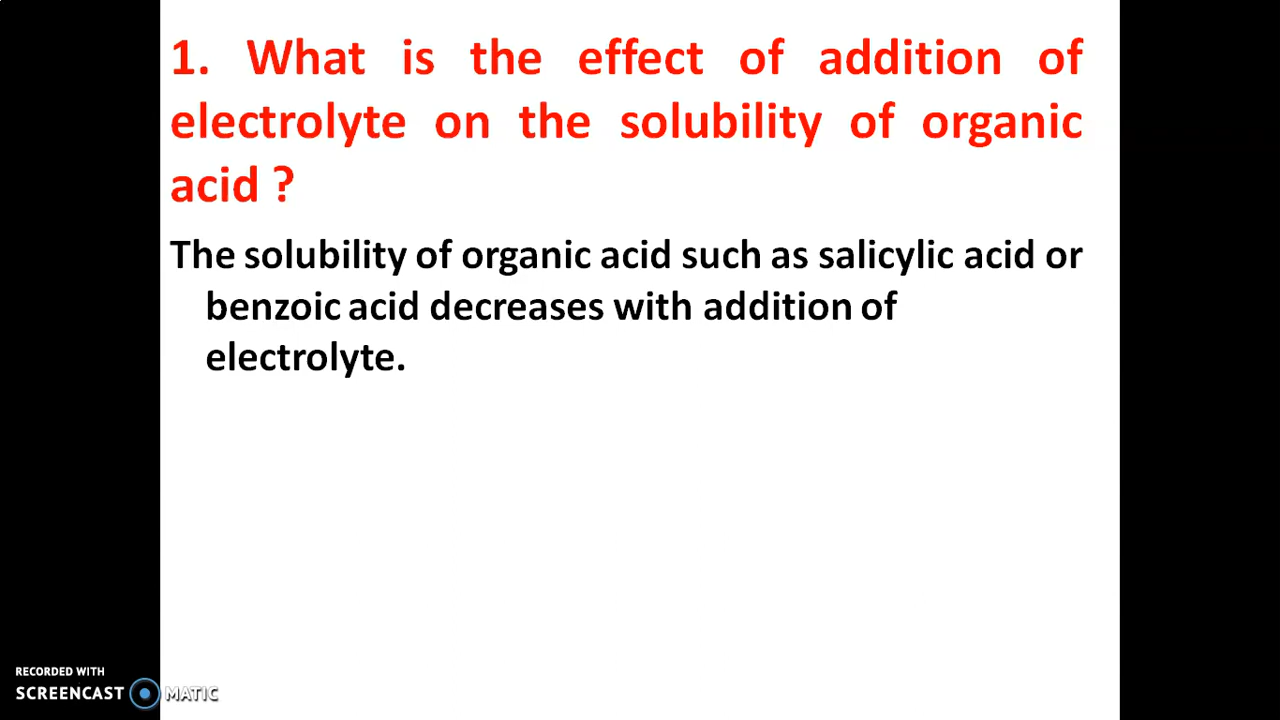 1. What is the effect of addition of
electrolyte on the solubility of organic
acid ?
The solubility of organic acid such as salicylic acid or
benzoic acid decreases with addition of
electrolyte.
RECORDED WITH
SCREENCAST MATIC